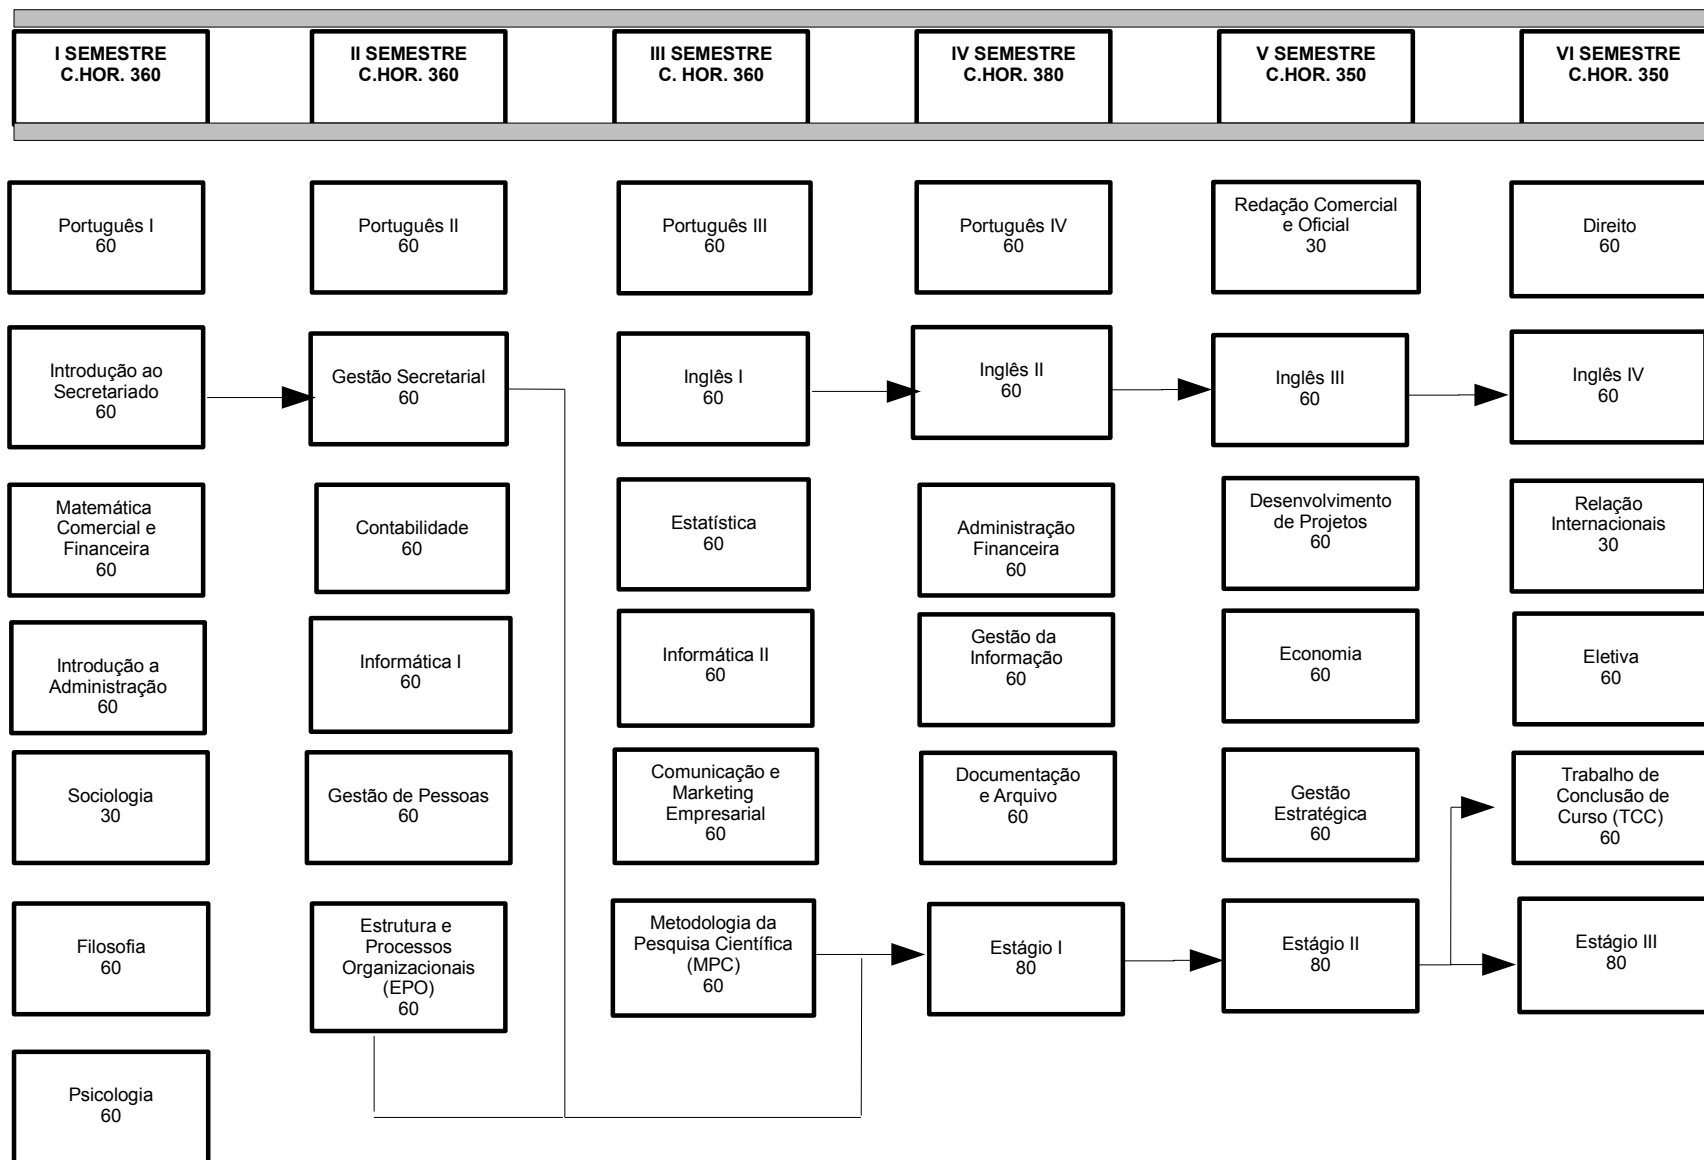 I SEMESTRE
C.HOR. 360
II SEMESTRE
C.HOR. 360
III SEMESTRE
C. HOR. 360
IV SEMESTRE
C.HOR. 380
V SEMESTRE
C.HOR. 350
VI SEMESTRE
C.HOR. 350
Português I
60
Português II
60
Português III
60
Português IV
60
Redação Comercial
e Oficial
30
Direito
60
Introdução ao
Secretariado
60
Gestão Secretarial
60
Inglês I
60
Inglês II
60
Inglês III
60
Inglês IV
60
Matemática
Comercial e
Financeira
60
Contabilidade
60
Estatística
60
Administração
Financeira
60
Desenvolvimento
de Projetos
60
Relação
Internacionais
30
Introdução a
Administração
60
Informática I
60
Informática II
60
Gestão da
Informação
60
Economia
60
Eletiva
60
Sociologia
30
Gestão de Pessoas
60
Comunicação e
Marketing
Empresarial
60
Documentação
e Arquivo
60
Gestão
Estratégica
60
Trabalho de
Conclusão de
Curso (TCC)
60
Filosofia
60
Estrutura e
Processos
Organizacionais
(EPO)
60
Metodologia da
Pesquisa Científica
(MPC)
60
Estágio I
80
Estágio II
80
Estágio III
80
Psicologia
60